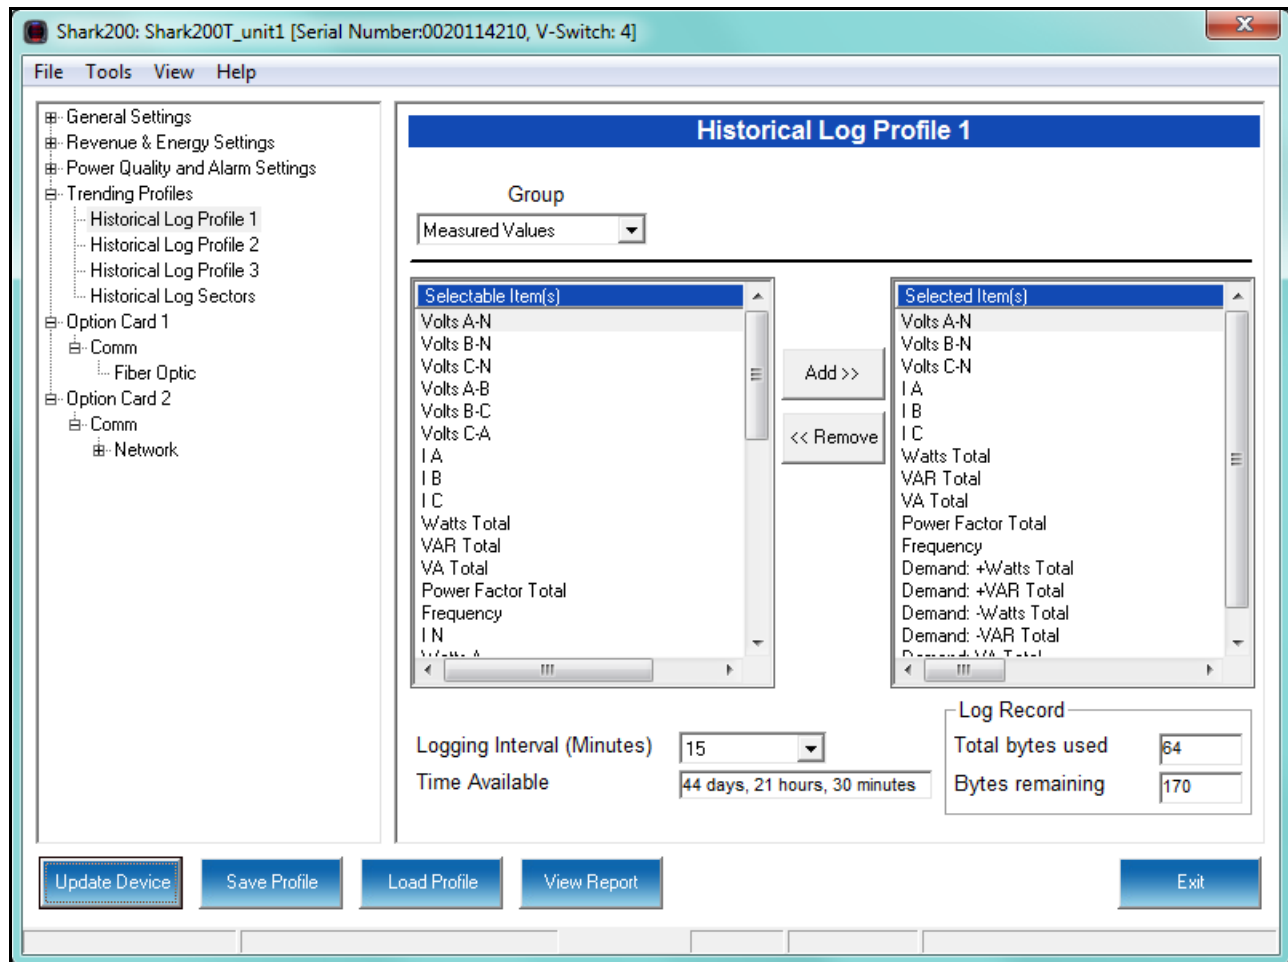 Shark200: Shark200T_unit1 [Serial Number:0020114210, V-Switch: 4]
File Tools View Help
General Settings
Revenue & Energy Settings
Power Quality and Alarm Settings
Trending Profiles
Historical Log Profile 1
Historical Log Profile 2
Historical Log Profile 3
Historical Log Sectors
Option Card 1
Comm
Fiber Optic
Option Card 2
Comm
Network
Historical Log Profile 1
Group
Measured Values
Selectable Item(s)
Volts A-N
Volts B-N
Volts C-N
Volts A-B
Volts B-C
Volts C-A
I A
I B
I C
Watts Total
VAR Total
VA Total
Power Factor Total
Frequency
I N
Watts A
Add >>
<< Remove
Selected Item(s)
Volts A-N
Volts B-N
Volts C-N
I A
I B
I C
Watts Total
VAR Total
VA Total
Power Factor Total
Frequency
Demand: +Watts Total
Demand: +VAR Total
Demand: -Watts Total
Demand: -VAR Total
Demand: VA Total
Logging Interval (Minutes) 15
Time Available 44 days, 21 hours, 30 minutes
Log Record
Total bytes used 64
Bytes remaining 170
Update Device Save Profile Load Profile View Report Exit